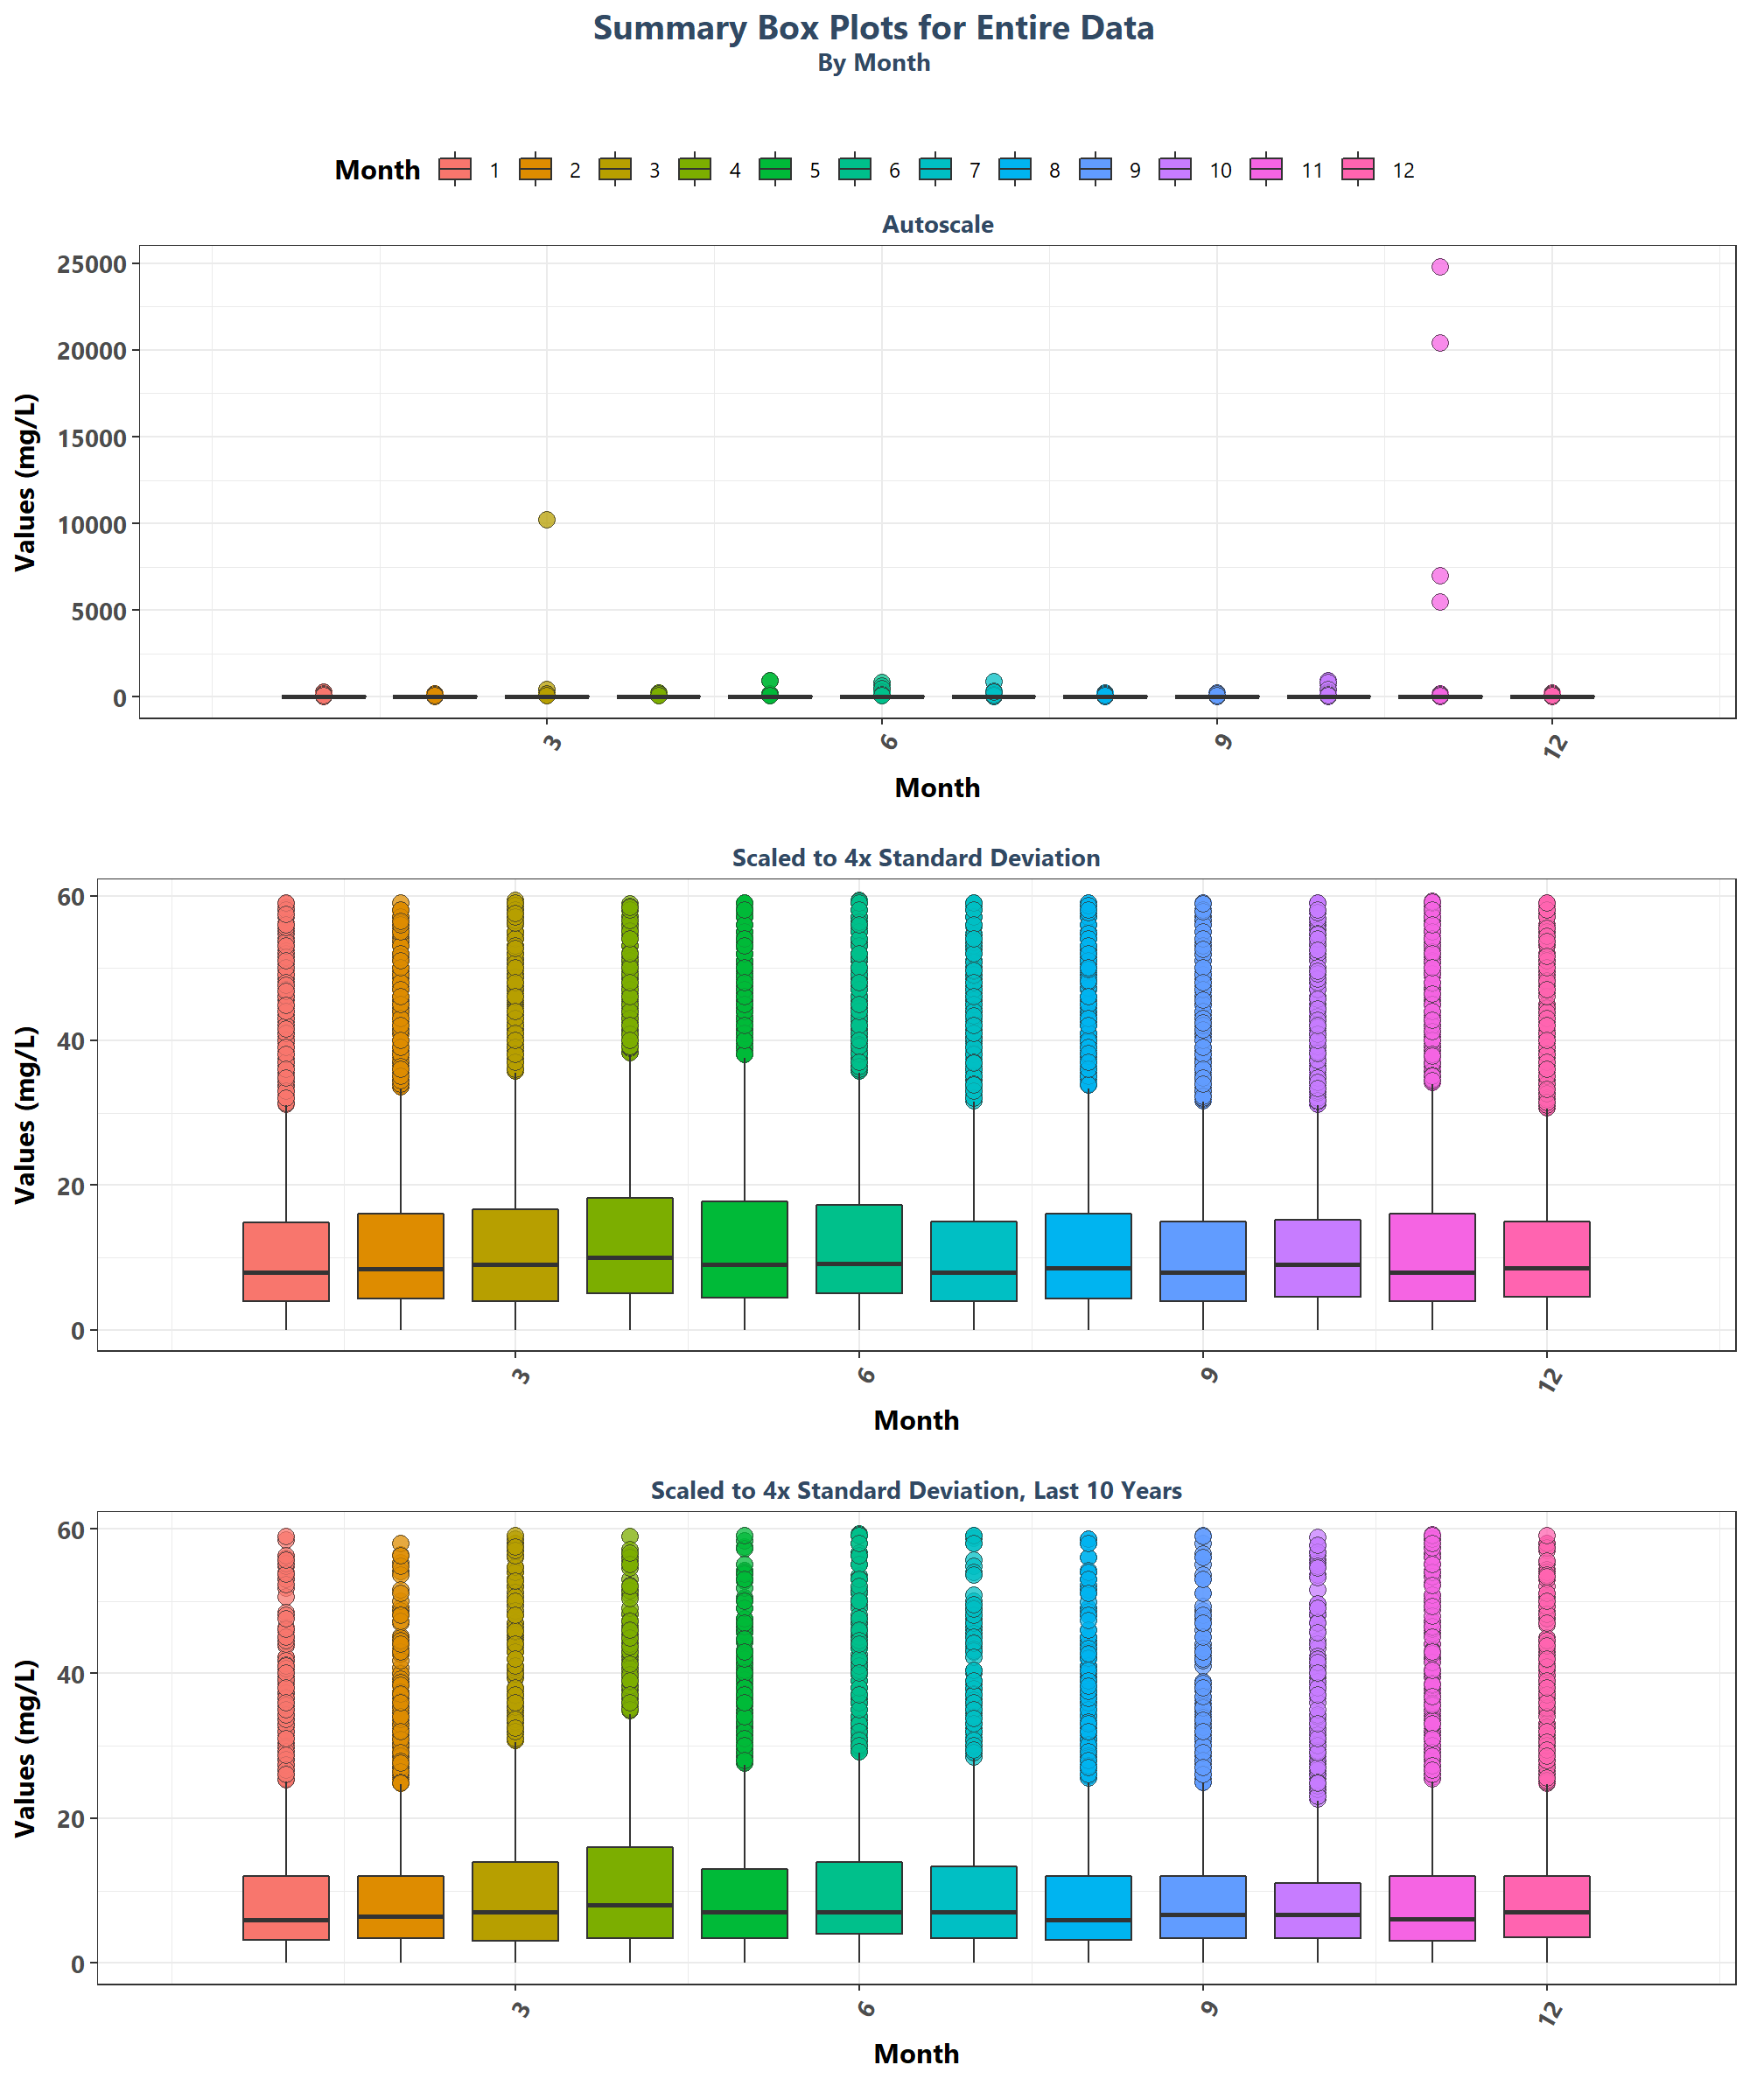 Summary Box Plots for Entire Data
By Month
Month 1 2 3 4 5 6 7 8 9 10 11 12
Autoscale
Values (mg/L)
25000
20000
15000
10000
5000
0
3 6 9 12
Month
Scaled to 4x Standard Deviation
Values (mg/L)
60
40
20
0
3 6 9 12
Month
Scaled to 4x Standard Deviation, Last 10 Years
Values (mg/L)
60
40
20
0
3 6 9 12
Month